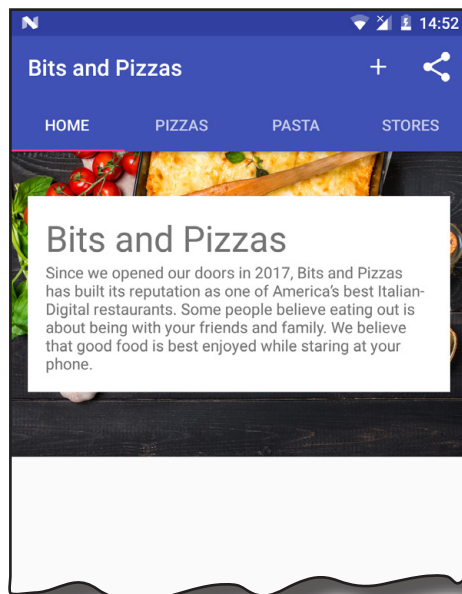 14:52
Bits and Pizzas +
HOME PIZZAS PASTA STORES
Bits and Pizzas
Since we opened our doors in 2017, Bits and Pizzas
has built its reputation as one of America's best Italian-
Digital restaurants. Some people believe eating out is
about being with your friends and family. We believe
that good food is best enjoyed while staring at your
phone.